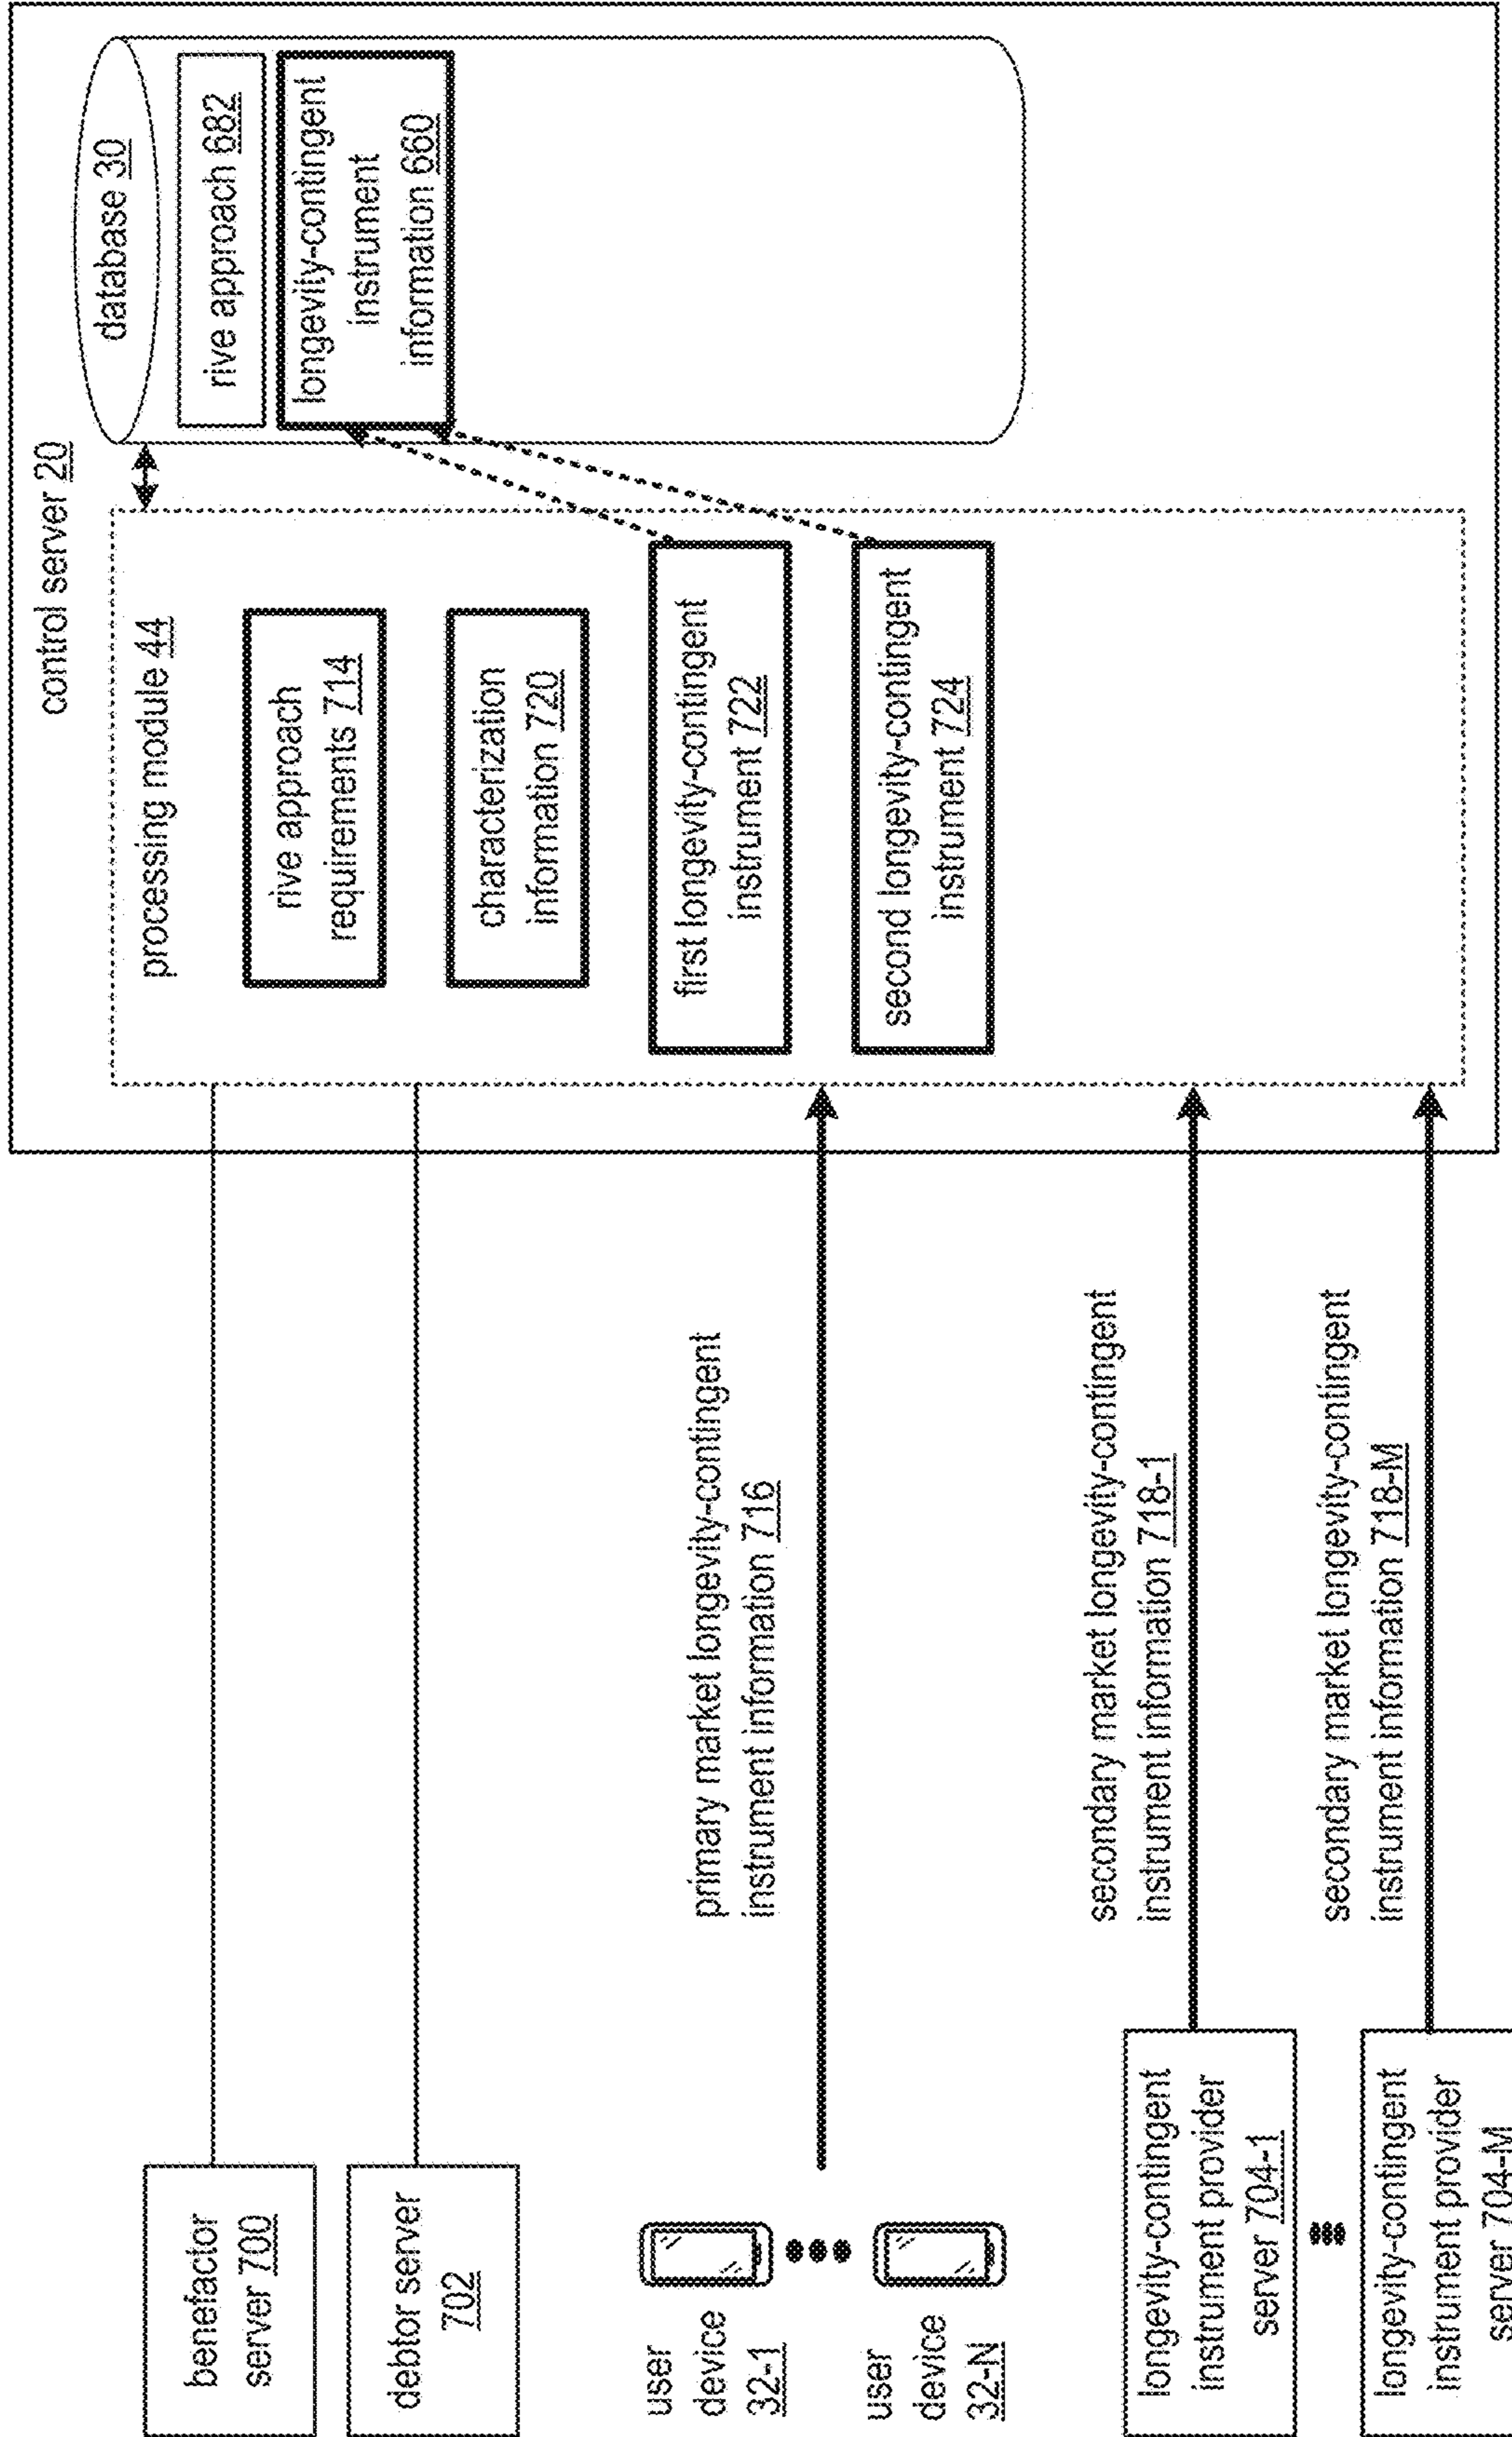 control server 20
database 30
rive approach 682
longevity-contingent
instrument
information 660
processing module 44
rive approach
requirements 714
characterization
information 720
first longevity-contingent
instrument 722
second longevity-contingent
instrument 724
benefactor
server 700
debtor server
702
user
device
32-1
user
device
32-N
primary market longevity-contingent
instrument information 716
longevity-contingent
instrument provider
server 704-1
secondary market longevity-contingent
instrument information 718-1
longevity-contingent
instrument provider
server 704-M
secondary market longevity-contingent
instrument information 718-M